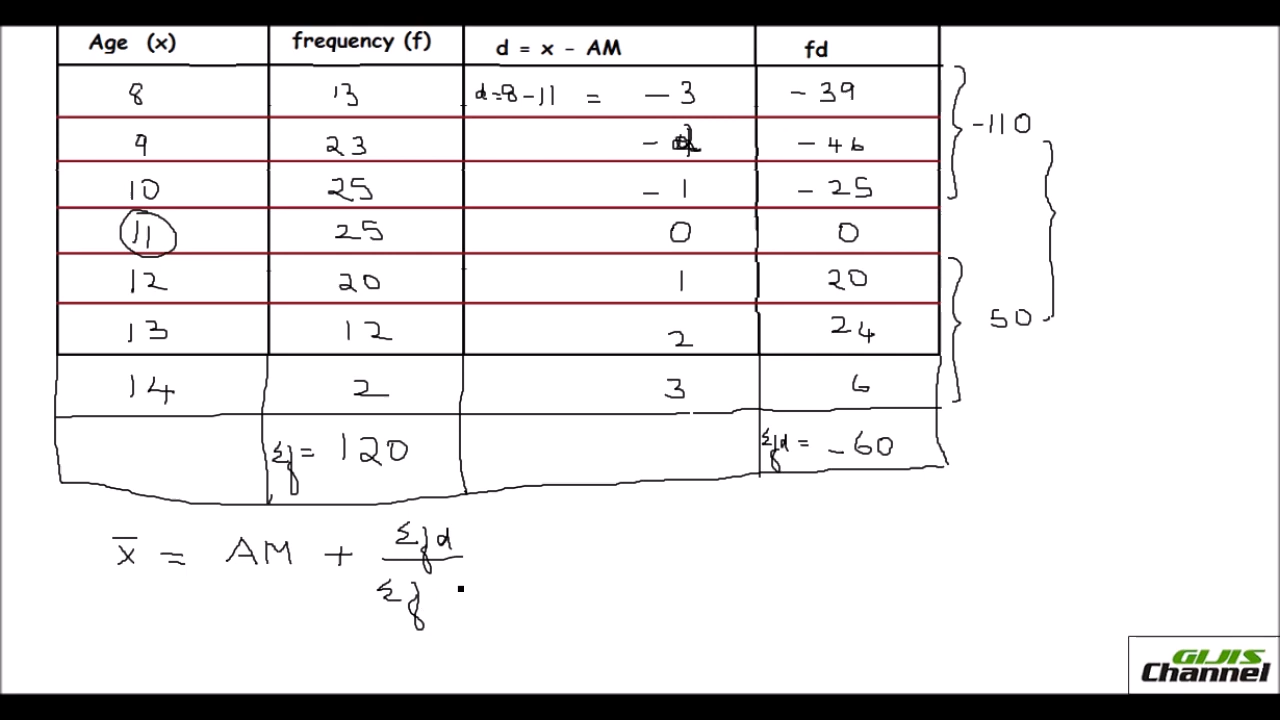 Age (x) frequency (f) d = x - AM fd
8 13 d=8-11 = -3 -39
9 23 - -46
-110
10 25 -1 -25
11 25 0 0
12 20 1 20
50
13 12 2 24
14 2 3 6
Σf = 120 Σfd = -60
x̄ = AM + Σfd
Σf
GIJIS
Channel